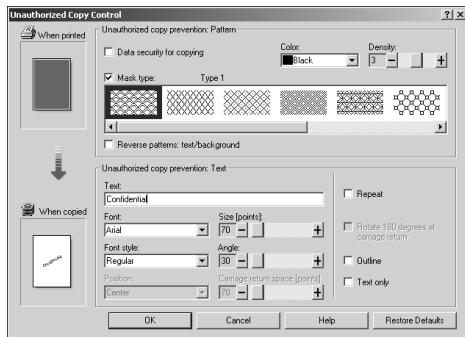 Unauthorized Copy Control
When printed
Unauthorized copy prevention: Pattern
Data security for copying
Color:
Black
Density:
3
Mask type:
Type 1
Reverse patterns: text/background
When copied
Confidential
Unauthorized copy prevention: Text
Text:
Confidential
Font:
Arial
Size [points]:
70
Font style:
Regular
Angle:
30
Position:
Center
Carriage return space [points]
70
Repeat
Rotate 180 degrees at
carriage return
Outline
Text only
OK
Cancel
Help
Restore Defaults